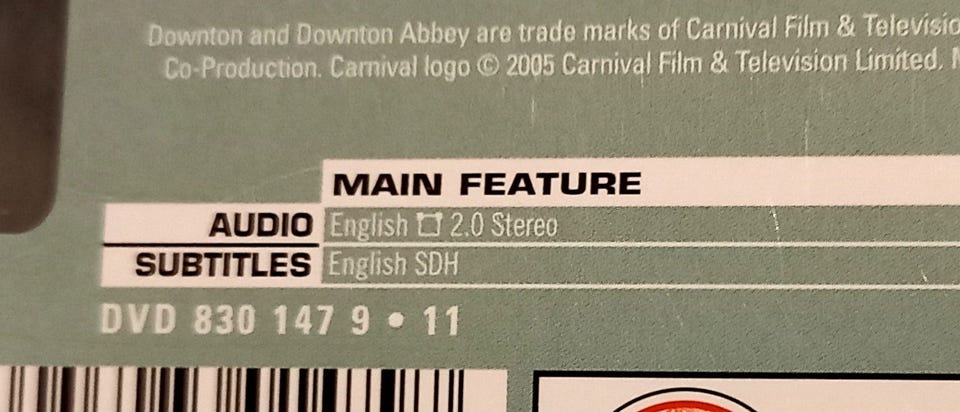 Downton and Downton Abbey are trade marks of Carnival Film & Televisio
Co-Production. Carnival logo © 2005 Carnival Film & Television Limited.
MAIN FEATURE
AUDIO English 2.0 Stereo
SUBTITLES English SDH
DVD 830 147 9 • 11